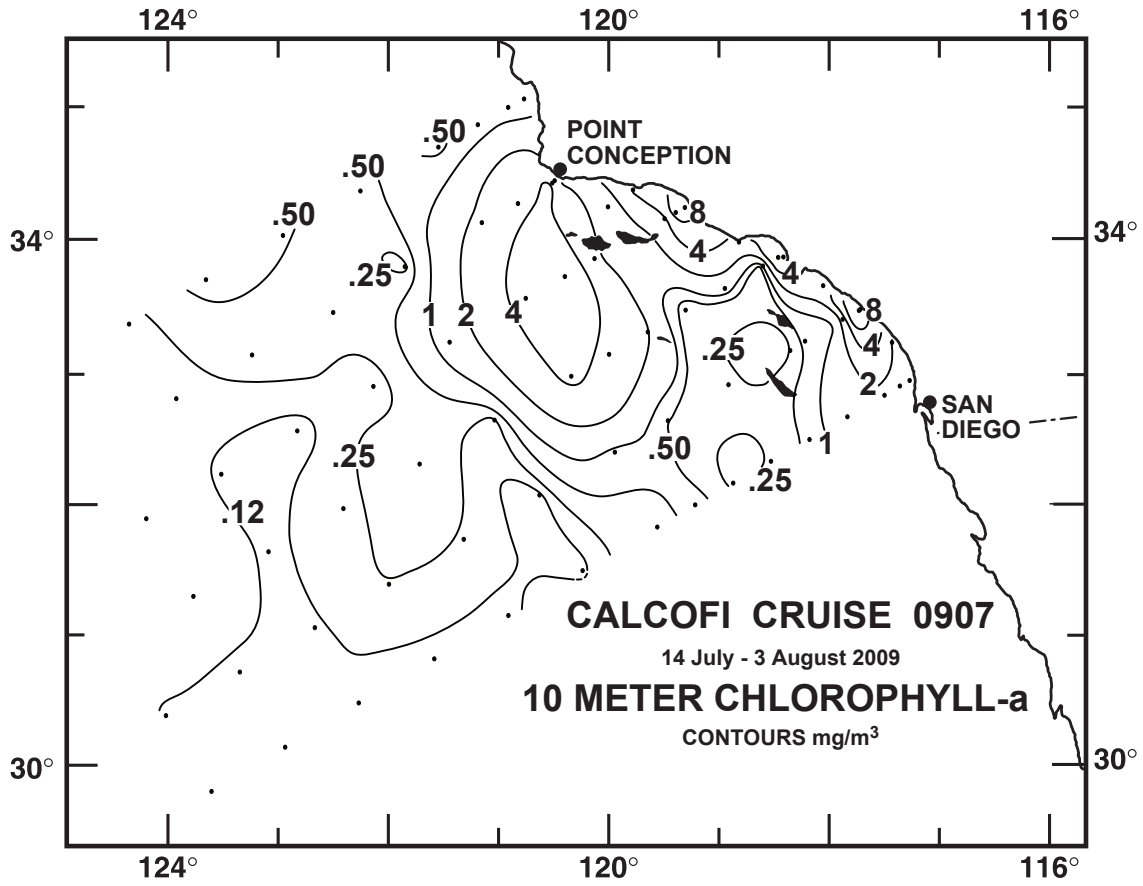 124° 120° 116°
POINT
CONCEPTION
.50
.50
.50
8
34° 34°
4
.25
4
1 2 4
8
.25
4
2
SAN
DIEGO
1
.50
.25
.25
.12
CALCOFI CRUISE 0907
14 July - 3 August 2009
10 METER CHLOROPHYLL-a
CONTOURS mg/m³
30° 30°
124° 120° 116°